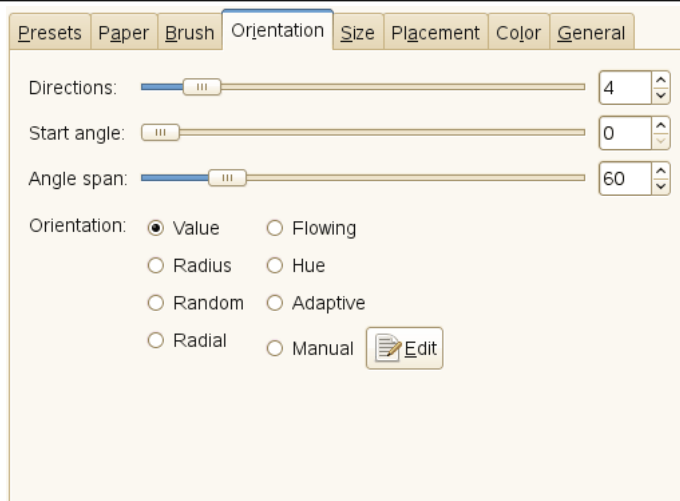 Presets Paper Brush Orientation Size Placement Color General
Directions: 4
Start angle: 0
Angle span: 60
Orientation: Value Flowing
Radius Hue
Random Adaptive
Radial Manual Edit